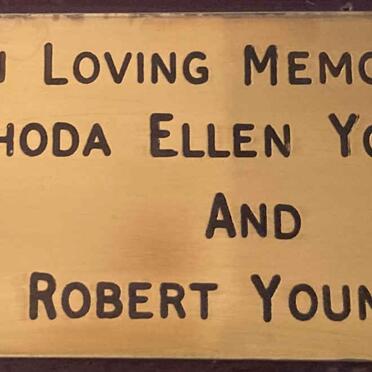 N LOVING MEMO
HODA ELLEN YO
AND
ROBERT YOUN